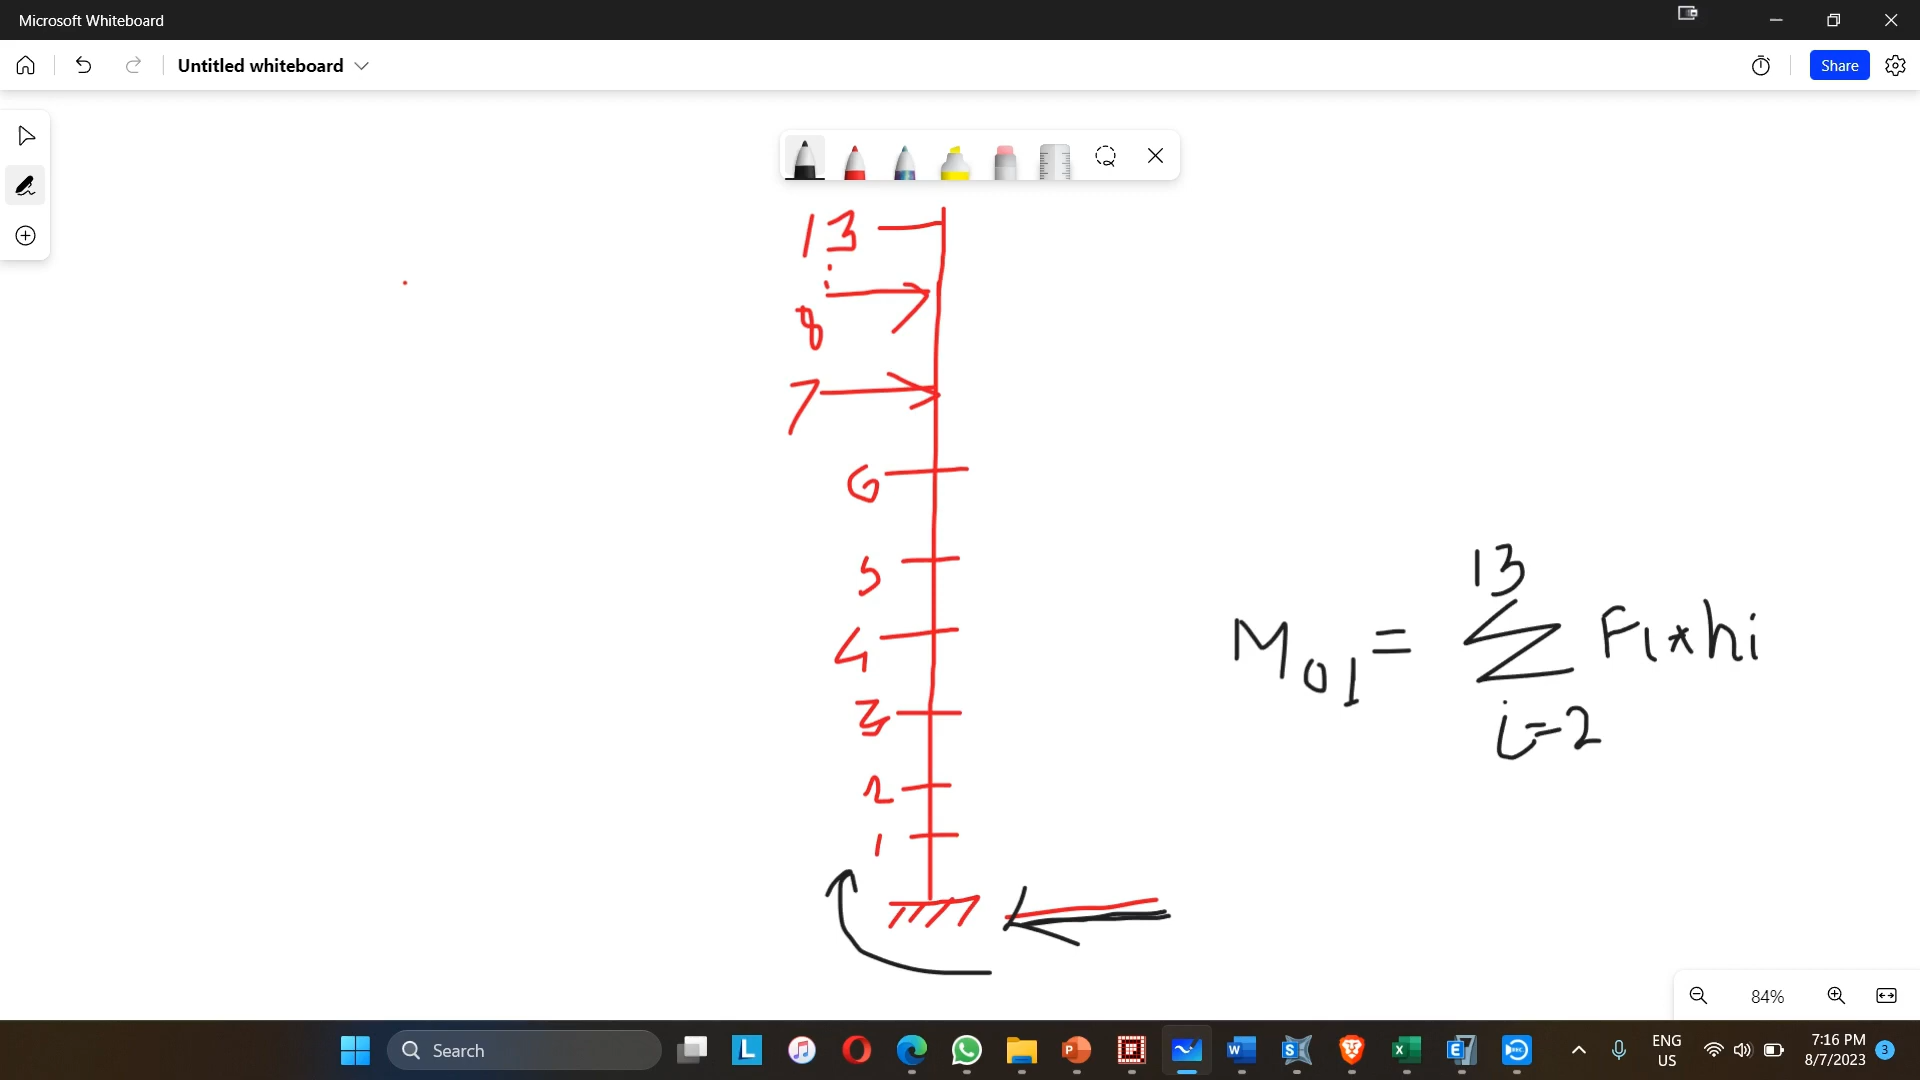 Microsoft Whiteboard
Untitled whiteboard
Share
13
8
7
6
5
4
3
2
1
13
M01 = Σ Fi*hi
i=2
84%
Search
ENG
US
7:16 PM
8/7/2023
3